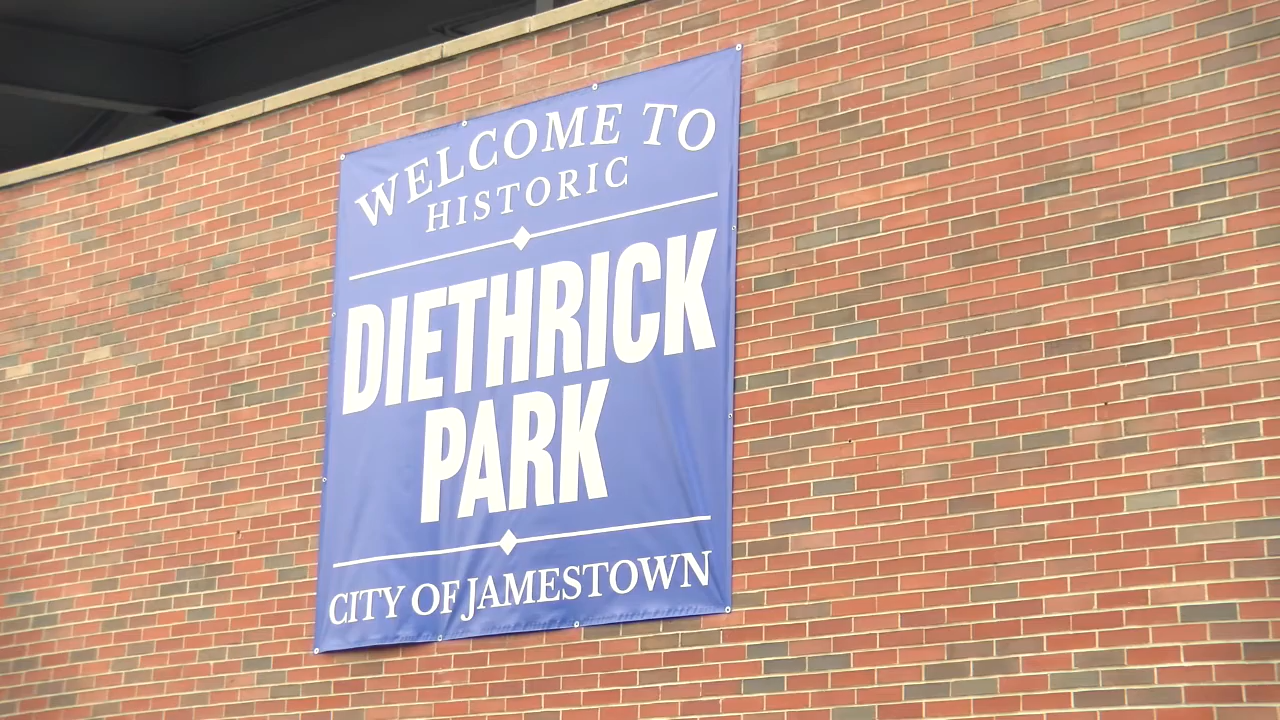 WELCOME TO
HISTORIC
DIETHRICK
PARK
CITY OF JAMESTOWN